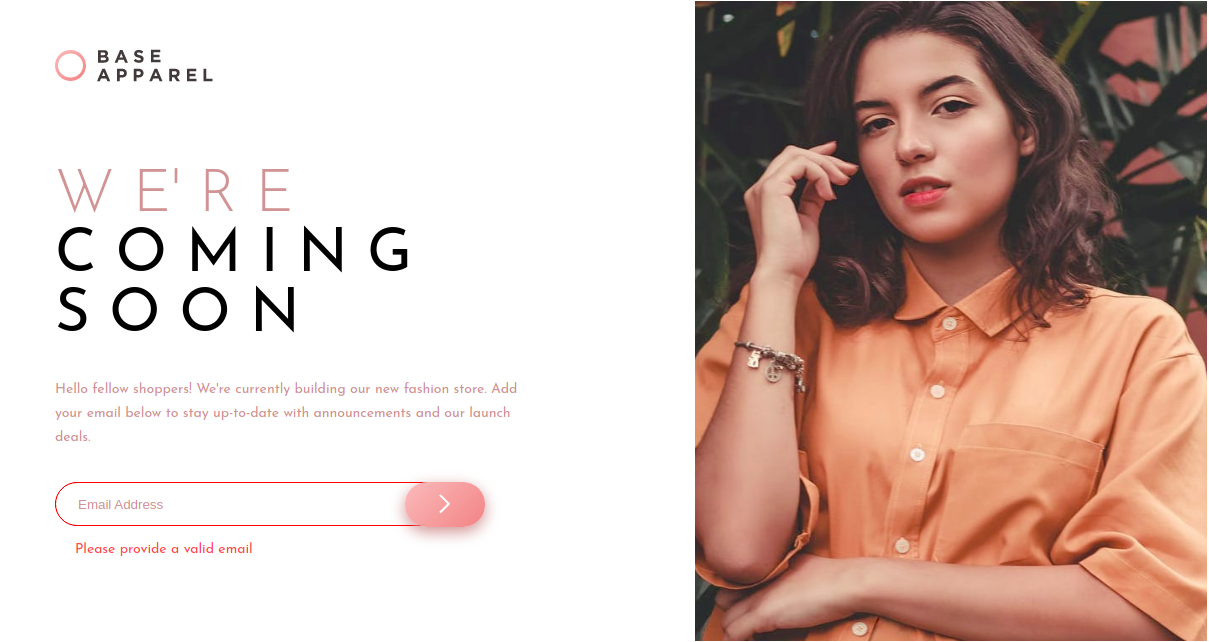 BASE
APPAREL
WE'RE
COMING
SOON
Hello fellow shoppers! We're currently building our new fashion store. Add
your email below to stay up-to-date with announcements and our launch
deals.
Email Address
Please provide a valid email